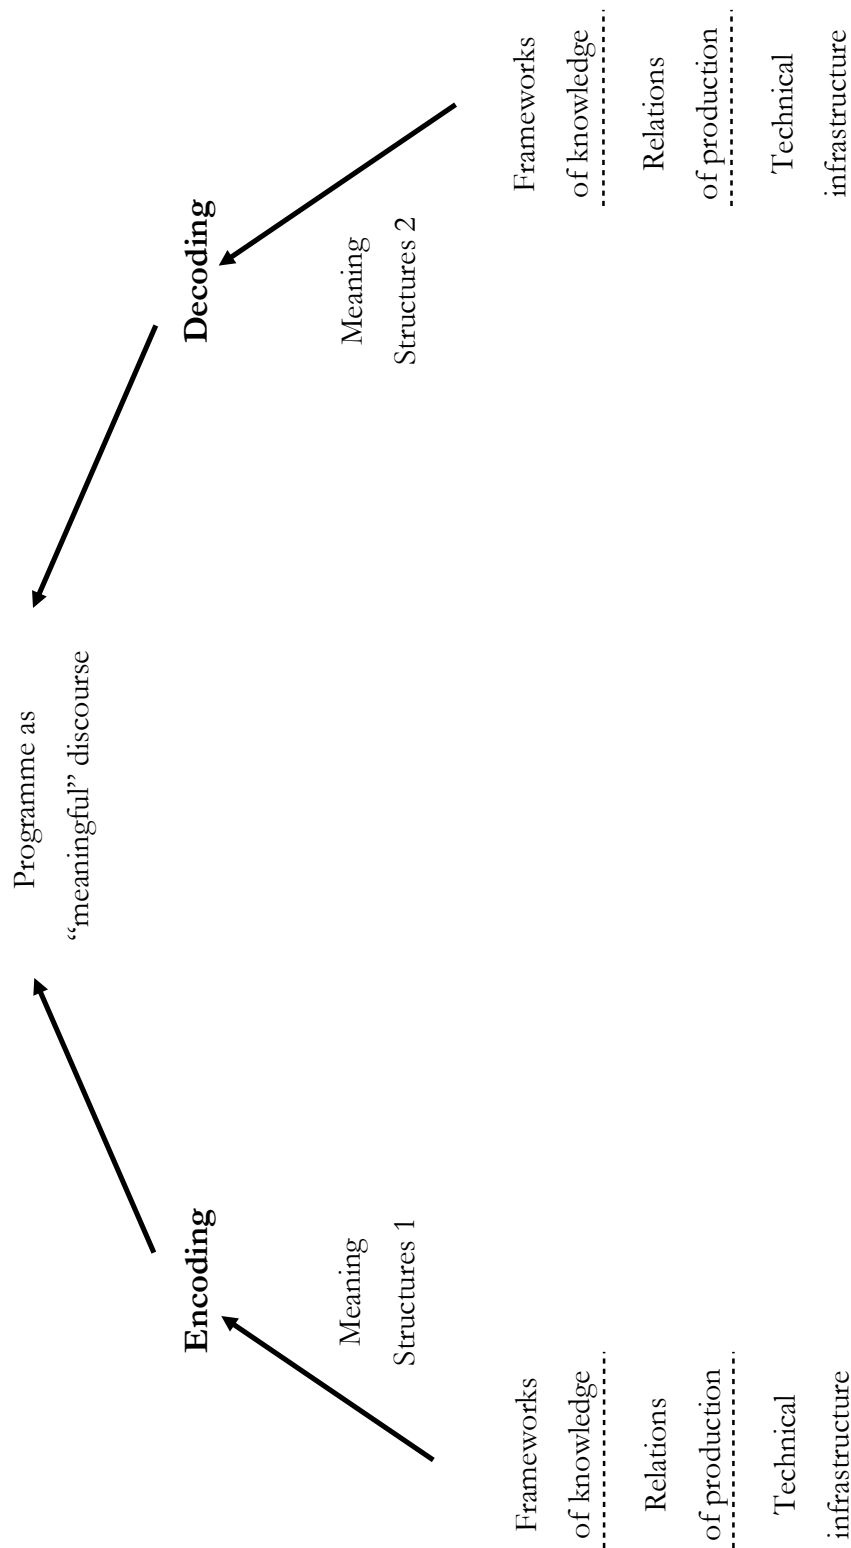 Programme as
“meaningful” discourse
Encoding
Decoding
Meaning
Structures 1
Meaning
Structures 2
Frameworks
of knowledge
Relations
of production
Technical
infrastructure
Frameworks
of knowledge
Relations
of production
Technical
infrastructure